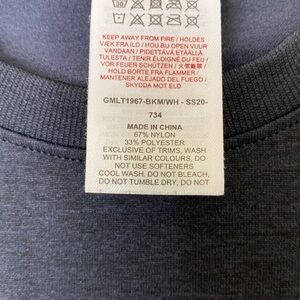 30
KEEP AWAY FROM FIRE / HOLDES
VÆK FRA ILD / HOU BIJ OPEN VUUR
VANDAAN / PIDETTÄVÄ ETÄÄLLÄ
TULESTA / TENIR ÉLOIGNÉ DU FEU /
VOR FEUER SCHÜTZEN / 火気厳禁 /
HOLD BORTE FRA FLAMMER /
MANTENER ALEJADO DEL FUEGO /
SKYDDA MOT ELD
GMLT1967-BKM/WH - SS20-
734
MADE IN CHINA
67% NYLON
33% POLYESTER
EXCLUSIVE OF TRIMS, WASH
WITH SIMILAR COLOURS, DO
NOT USE SOFTENERS
COOL WASH, DO NOT BLEACH,
DO NOT TUMBLE DRY, DO NOT